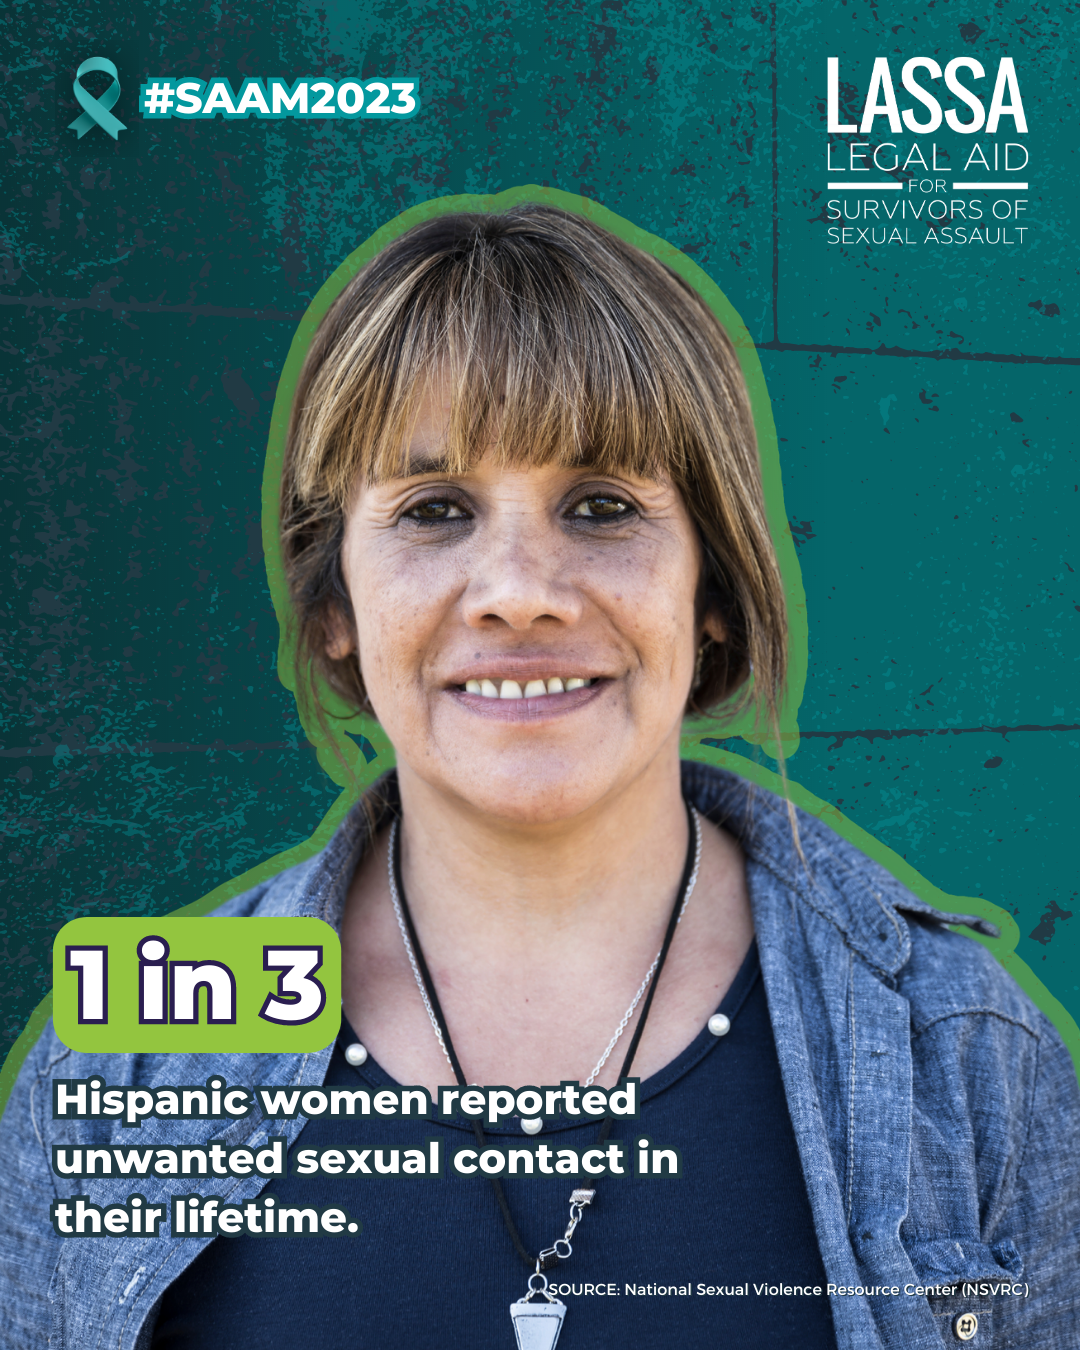 #SAAM2023
LASSA
LEGAL AID
FOR
SURVIVORS OF
SEXUAL ASSAULT
1 in 3
Hispanic women reported
unwanted sexual contact in
their lifetime.
SOURCE: National Sexual Violence Resource Center (NSVRC)